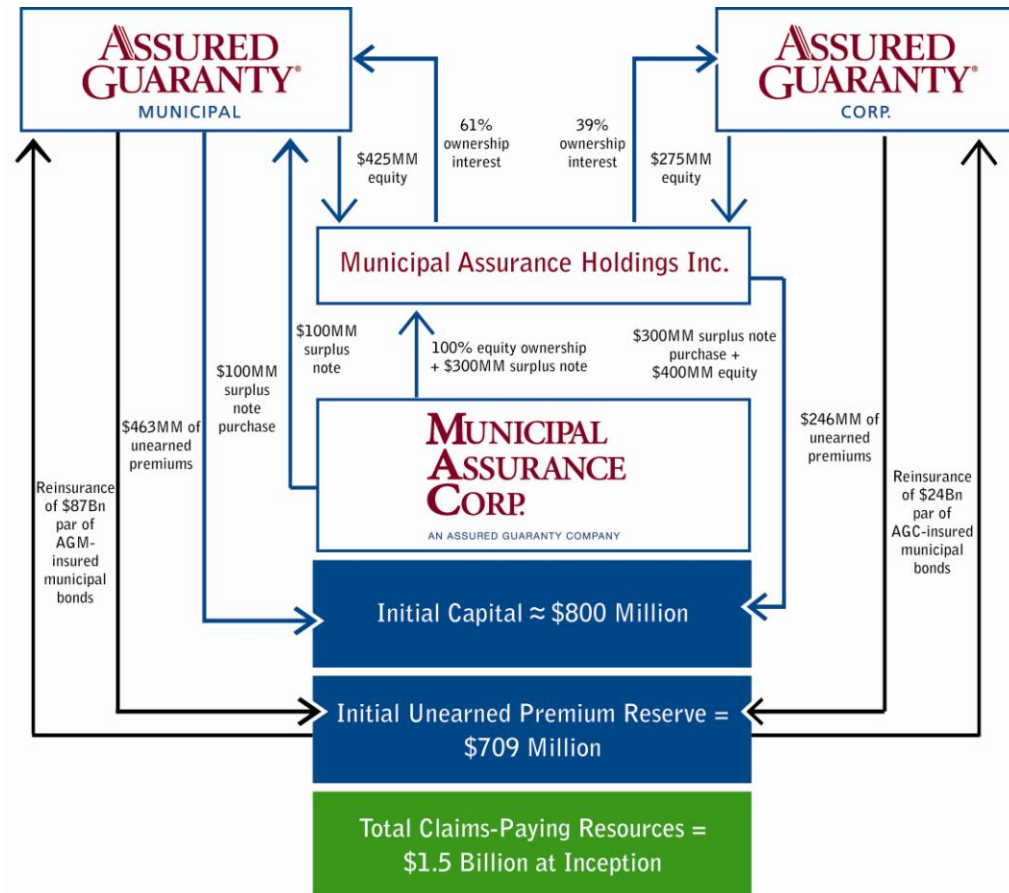 ASSURED
GUARANTY®
MUNICIPAL
ASSURED
GUARANTY®
CORP.
61%
ownership
interest
39%
ownership
interest
$425MM
equity
$275MM
equity
Municipal Assurance Holdings Inc.
$100MM
surplus
note
100% equity ownership
+ $300MM surplus note
$300MM surplus note
purchase +
$400MM equity
$100MM
surplus
note
purchase
$463MM of
unearned
premiums
$246MM of
unearned
premiums
MUNICIPAL
ASSURANCE
CORP.
AN ASSURED GUARANTY COMPANY
Reinsurance
of $87Bn
par of
AGM-
insured
municipal
bonds
Reinsurance
of $24Bn
par of
AGC-insured
municipal
bonds
Initial Capital ≈ $800 Million
Initial Unearned Premium Reserve =
$709 Million
Total Claims-Paying Resources =
$1.5 Billion at Inception